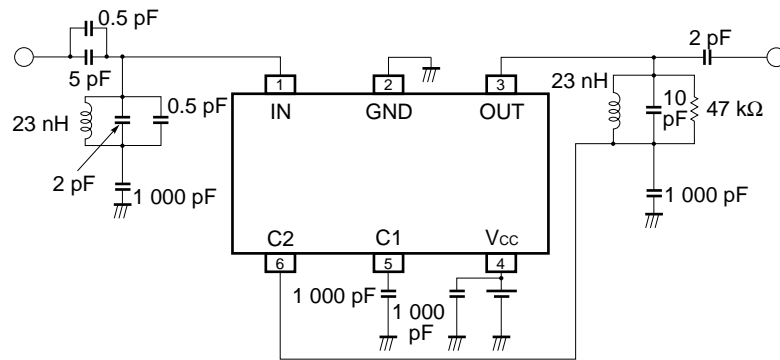 0.5 pF
5 pF
2 pF
1
2
3
IN
GND
OUT
23 nH
0.5 pF
2 pF
1 000 pF
23 nH
10
pF
47 kΩ
1 000 pF
C2
C1
VCC
6
5
4
1 000 pF
1 000
pF